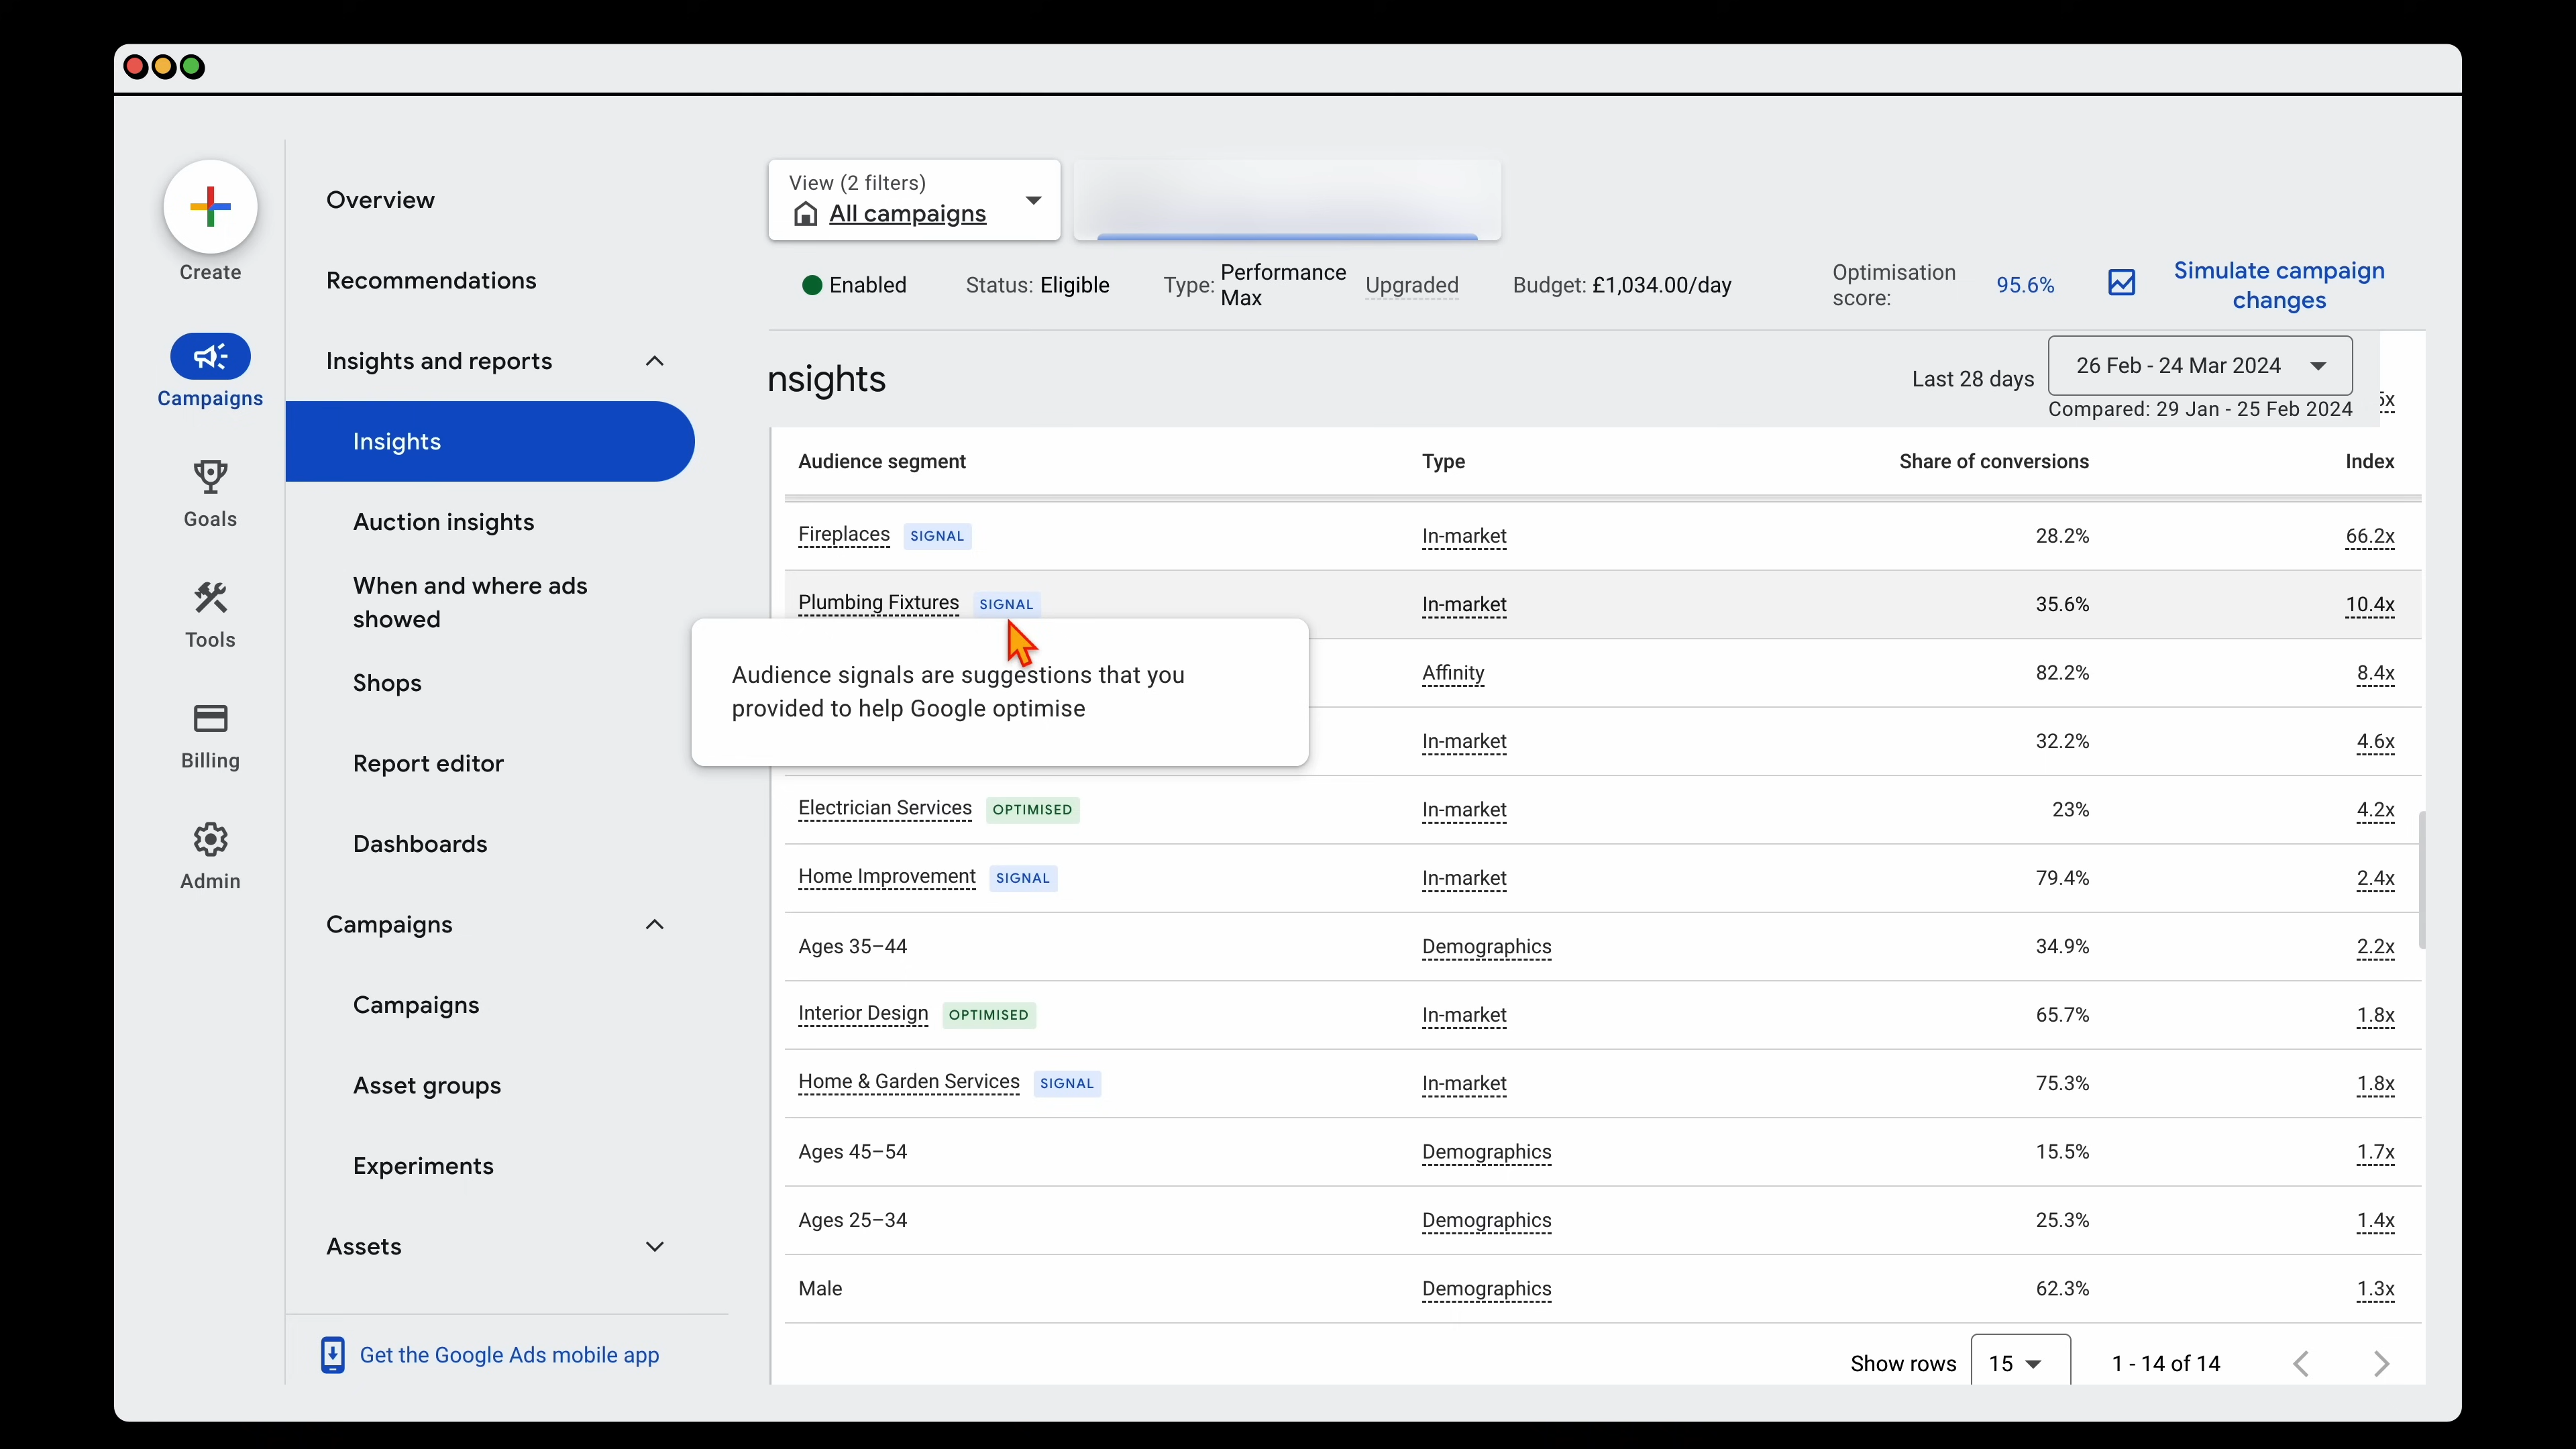 Create
Campaigns
Goals
Tools
Billing
Admin
Overview
Recommendations
Insights and reports
Insights
Auction insights
When and where ads
showed
Shops
Report editor
Dashboards
Campaigns
Campaigns
Asset groups
Experiments
Assets
Get the Google Ads mobile app
View (2 filters)
All campaigns
Enabled
Status: Eligible
Type: Performance
Max
Upgraded
Budget: £1,034.00/day
Optimisation
score:
95.6%
Simulate campaign
changes
nsights
Last 28 days
26 Feb - 24 Mar 2024
Compared: 29 Jan - 25 Feb 2024
Audience segment Type Share of conversions Index
Fireplaces SIGNAL In-market 28.2% 66.2x
Plumbing Fixtures SIGNAL In-market 35.6% 10.4x
Audience signals are suggestions that you
provided to help Google optimise
Affinity 82.2% 8.4x
In-market 32.2% 4.6x
Electrician Services OPTIMISED In-market 23% 4.2x
Home Improvement SIGNAL In-market 79.4% 2.4x
Ages 35–44 Demographics 34.9% 2.2x
Interior Design OPTIMISED In-market 65.7% 1.8x
Home & Garden Services SIGNAL In-market 75.3% 1.8x
Ages 45–54 Demographics 15.5% 1.7x
Ages 25–34 Demographics 25.3% 1.4x
Male Demographics 62.3% 1.3x
Show rows 15 1 - 14 of 14